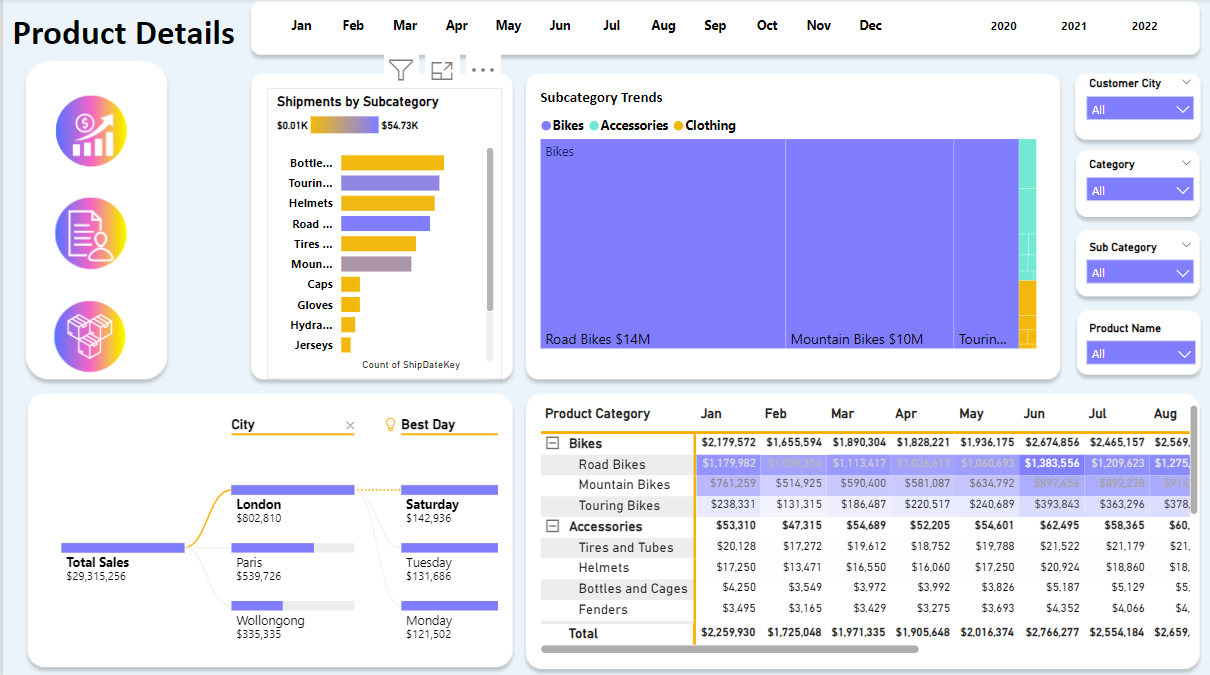 Product Details
Jan Feb Mar Apr May Jun Jul Aug Sep Oct Nov Dec 2020 2021 2022
Shipments by Subcategory
$0.01K $54.73K
Bottle...
Tourin...
Helmets
Road ...
Tires ...
Moun...
Caps
Gloves
Hydra...
Jerseys
Count of ShipDateKey
Subcategory Trends
Bikes Accessories Clothing
Bikes
Road Bikes $14M Mountain Bikes $10M Tourin...
Customer City
All
Category
All
Sub Category
All
Product Name
All
City Best Day
Total Sales
$29,315,256
London
$802,810
Paris
$539,726
Wollongong
$335,335
Saturday
$142,936
Tuesday
$131,686
Monday
$121,502
Product Category Jan Feb Mar Apr May Jun Jul Aug
Bikes $2,179,572 $1,655,594 $1,890,304 $1,828,221 $1,936,175 $2,674,856 $2,465,157 $2,569,
Road Bikes $1,179,982 $1,113,417 $1,026,617 $1,060,693 $1,383,556 $1,209,623 $1,275,
Mountain Bikes $761,259 $514,925 $590,400 $581,087 $634,792 $897,456 $892,238
Touring Bikes $238,331 $131,315 $186,487 $220,517 $240,689 $393,843 $363,296 $378,
Accessories $53,310 $47,315 $54,689 $52,205 $54,601 $62,495 $58,365 $60,
Tires and Tubes $20,128 $17,272 $19,612 $18,752 $19,788 $21,522 $21,179 $21,
Helmets $17,250 $13,471 $16,550 $16,060 $17,250 $20,924 $18,860 $18,
Bottles and Cages $4,250 $3,549 $3,972 $3,992 $3,826 $5,187 $5,129 $5,
Fenders $3,495 $3,165 $3,429 $3,275 $3,693 $4,352 $4,066 $4,
Total $2,259,930 $1,725,048 $1,971,335 $1,905,648 $2,016,374 $2,766,277 $2,554,184 $2,659,